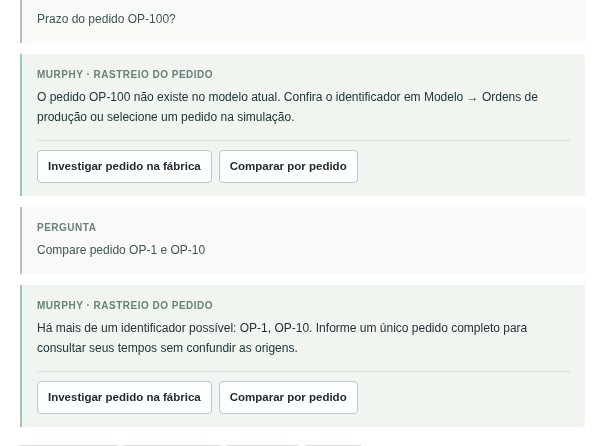 Prazo do pedido OP-100?
MURPHY · RASTREIO DO PEDIDO
O pedido OP-100 não existe no modelo atual. Confira o identificador em Modelo → Ordens de
produção ou selecione um pedido na simulação.
Investigar pedido na fábrica
Comparar por pedido
PERGUNTA
Compare pedido OP-1 e OP-10
MURPHY · RASTREIO DO PEDIDO
Há mais de um identificador possível: OP-1, OP-10. Informe um único pedido completo para
consultar seus tempos sem confundir as origens.
Investigar pedido na fábrica
Comparar por pedido